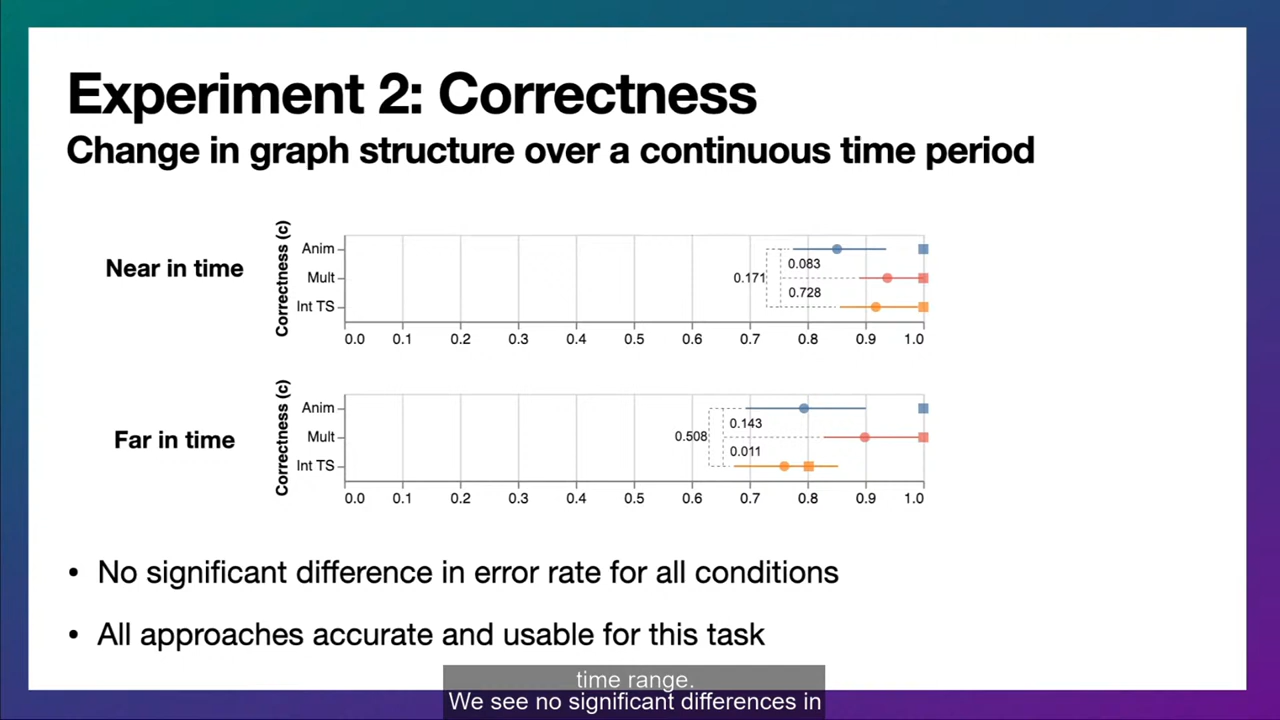 Experiment 2: Correctness
Change in graph structure over a continuous time period
Near in time
Correctness (c)
Anim
Mult
Int TS
0.171
0.083
0.728
0.0 0.1 0.2 0.3 0.4 0.5 0.6 0.7 0.8 0.9 1.0
Far in time
Correctness (c)
Anim
Mult
Int TS
0.508
0.143
0.011
0.0 0.1 0.2 0.3 0.4 0.5 0.6 0.7 0.8 0.9 1.0
• No significant difference in error rate for all conditions
• All approaches accurate and usable for this task
time range.
We see no significant differences in